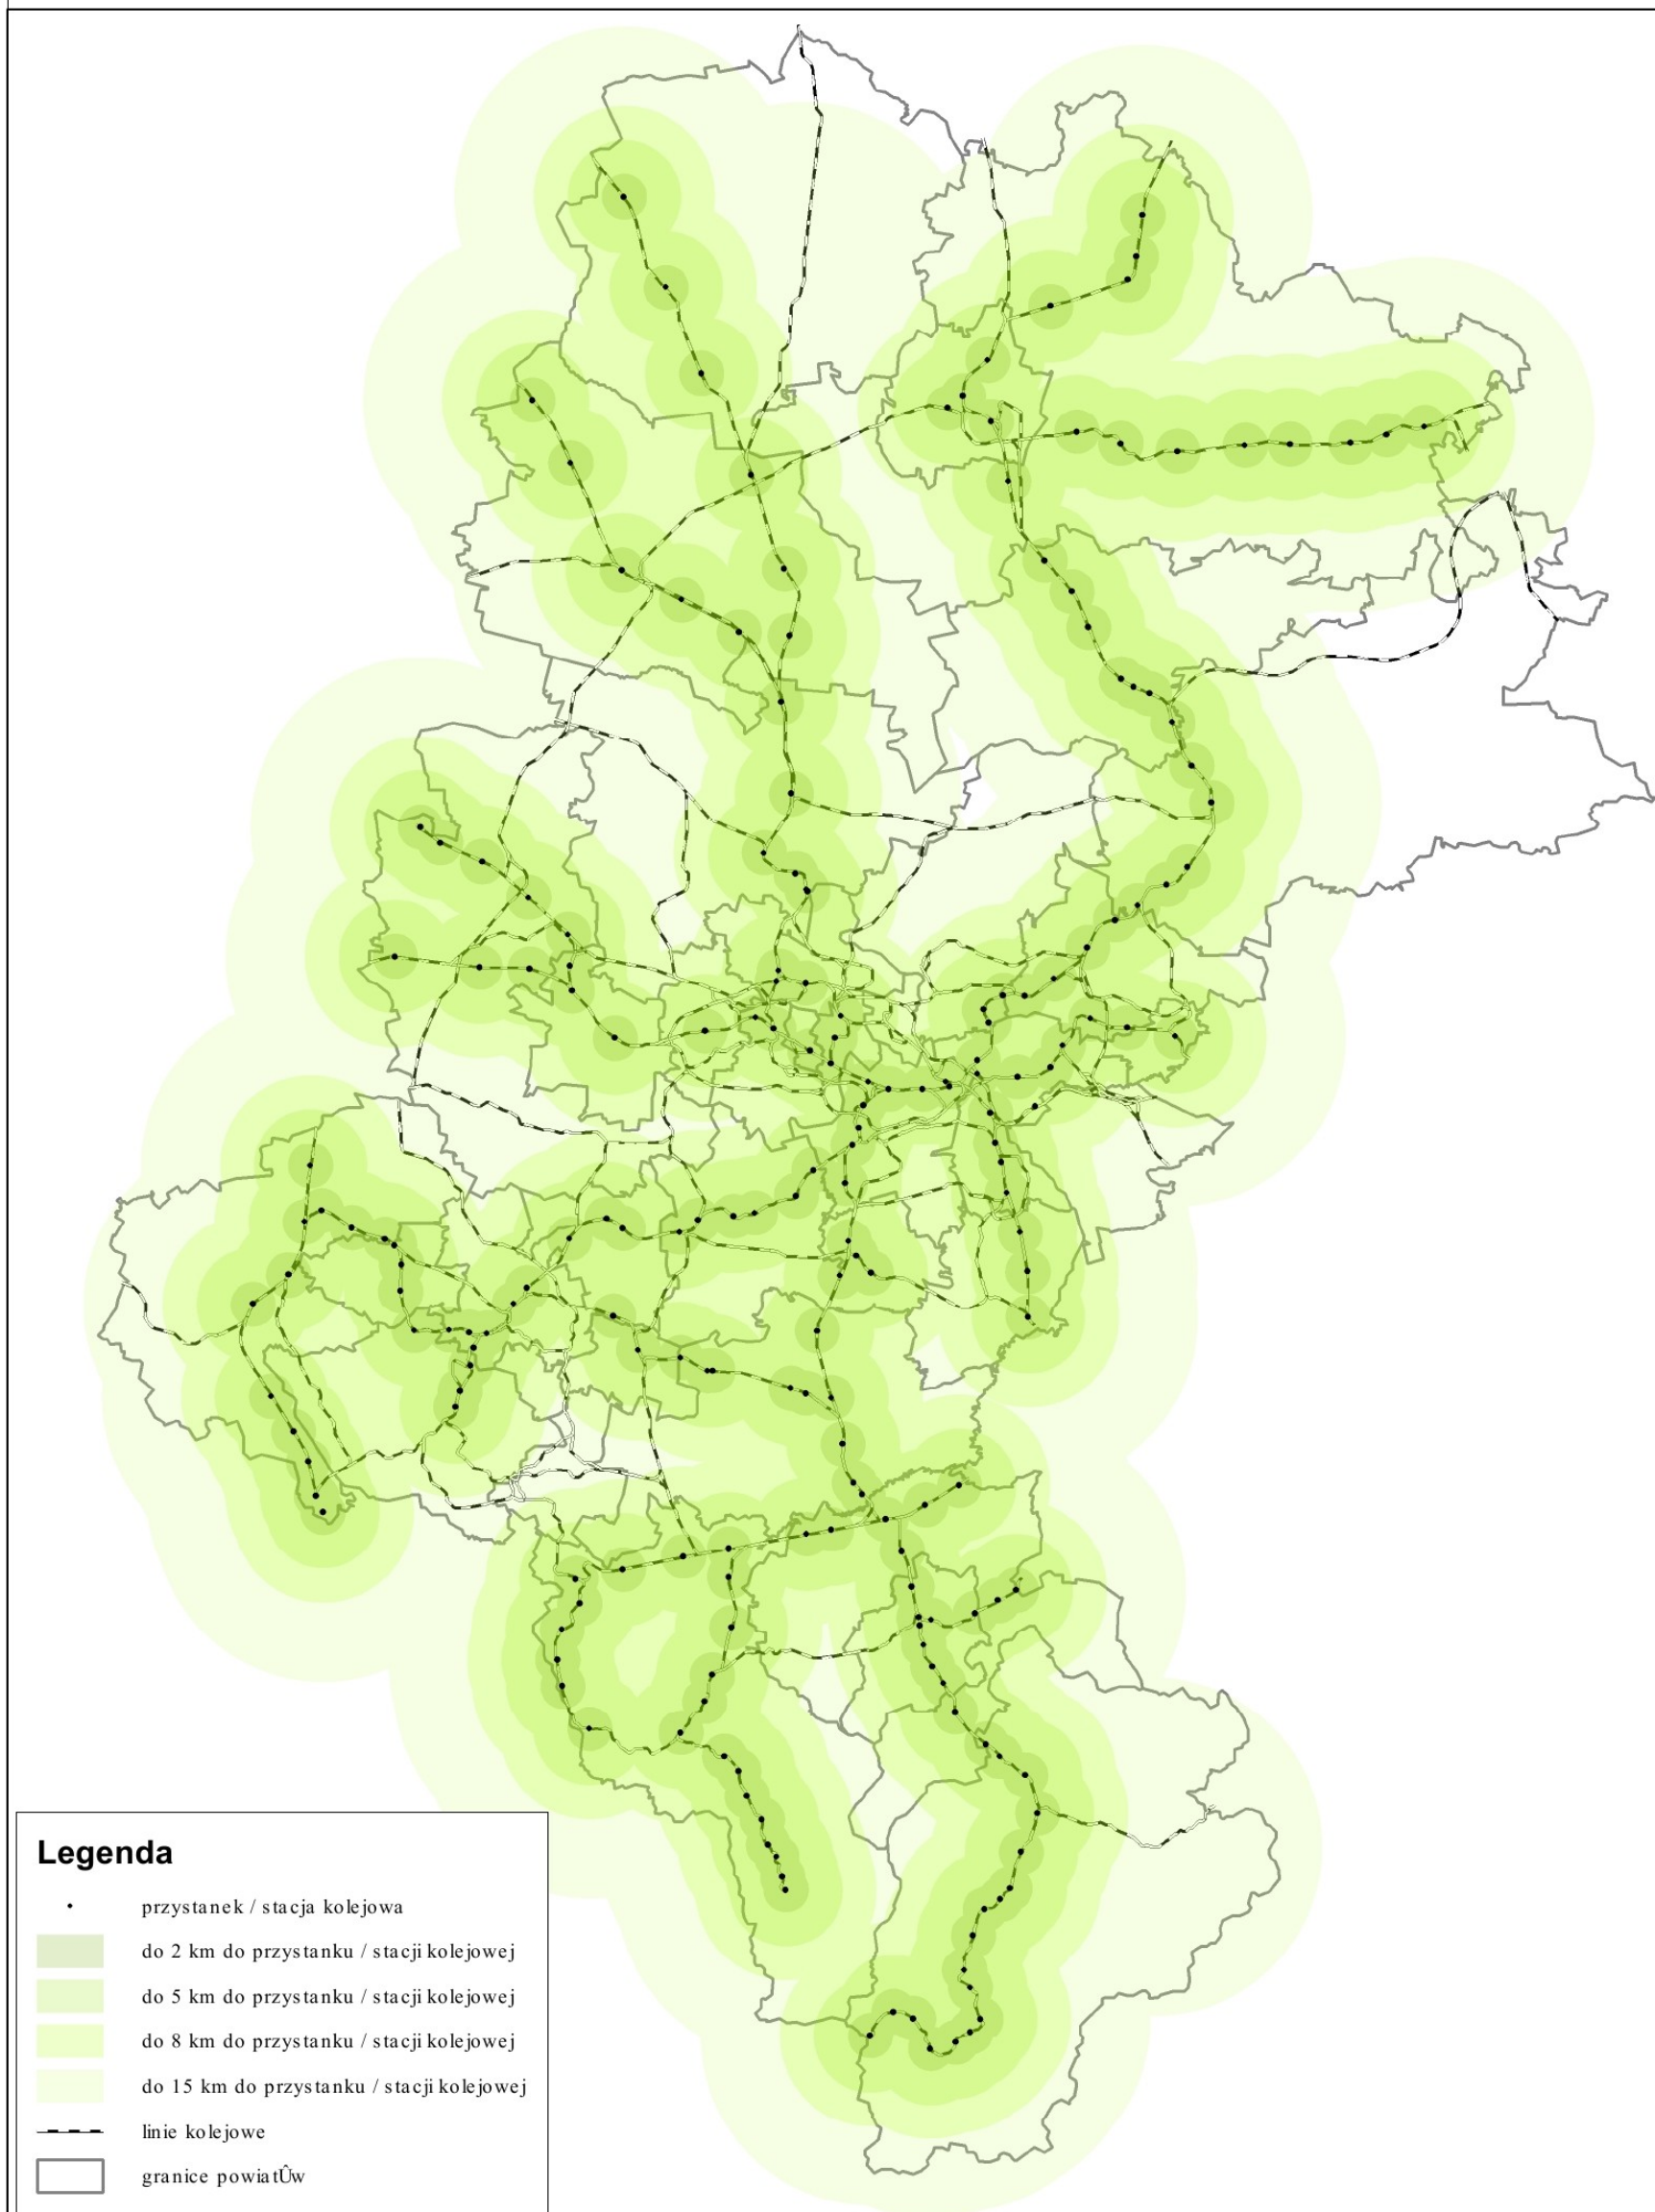 Legenda
przystanek / stacja kolejowa
do 2 km do przystanku / stacji kolejowej
do 5 km do przystanku / stacji kolejowej
do 8 km do przystanku / stacji kolejowej
do 15 km do przystanku / stacji kolejowej
linie kolejowe
granice powiatÛw